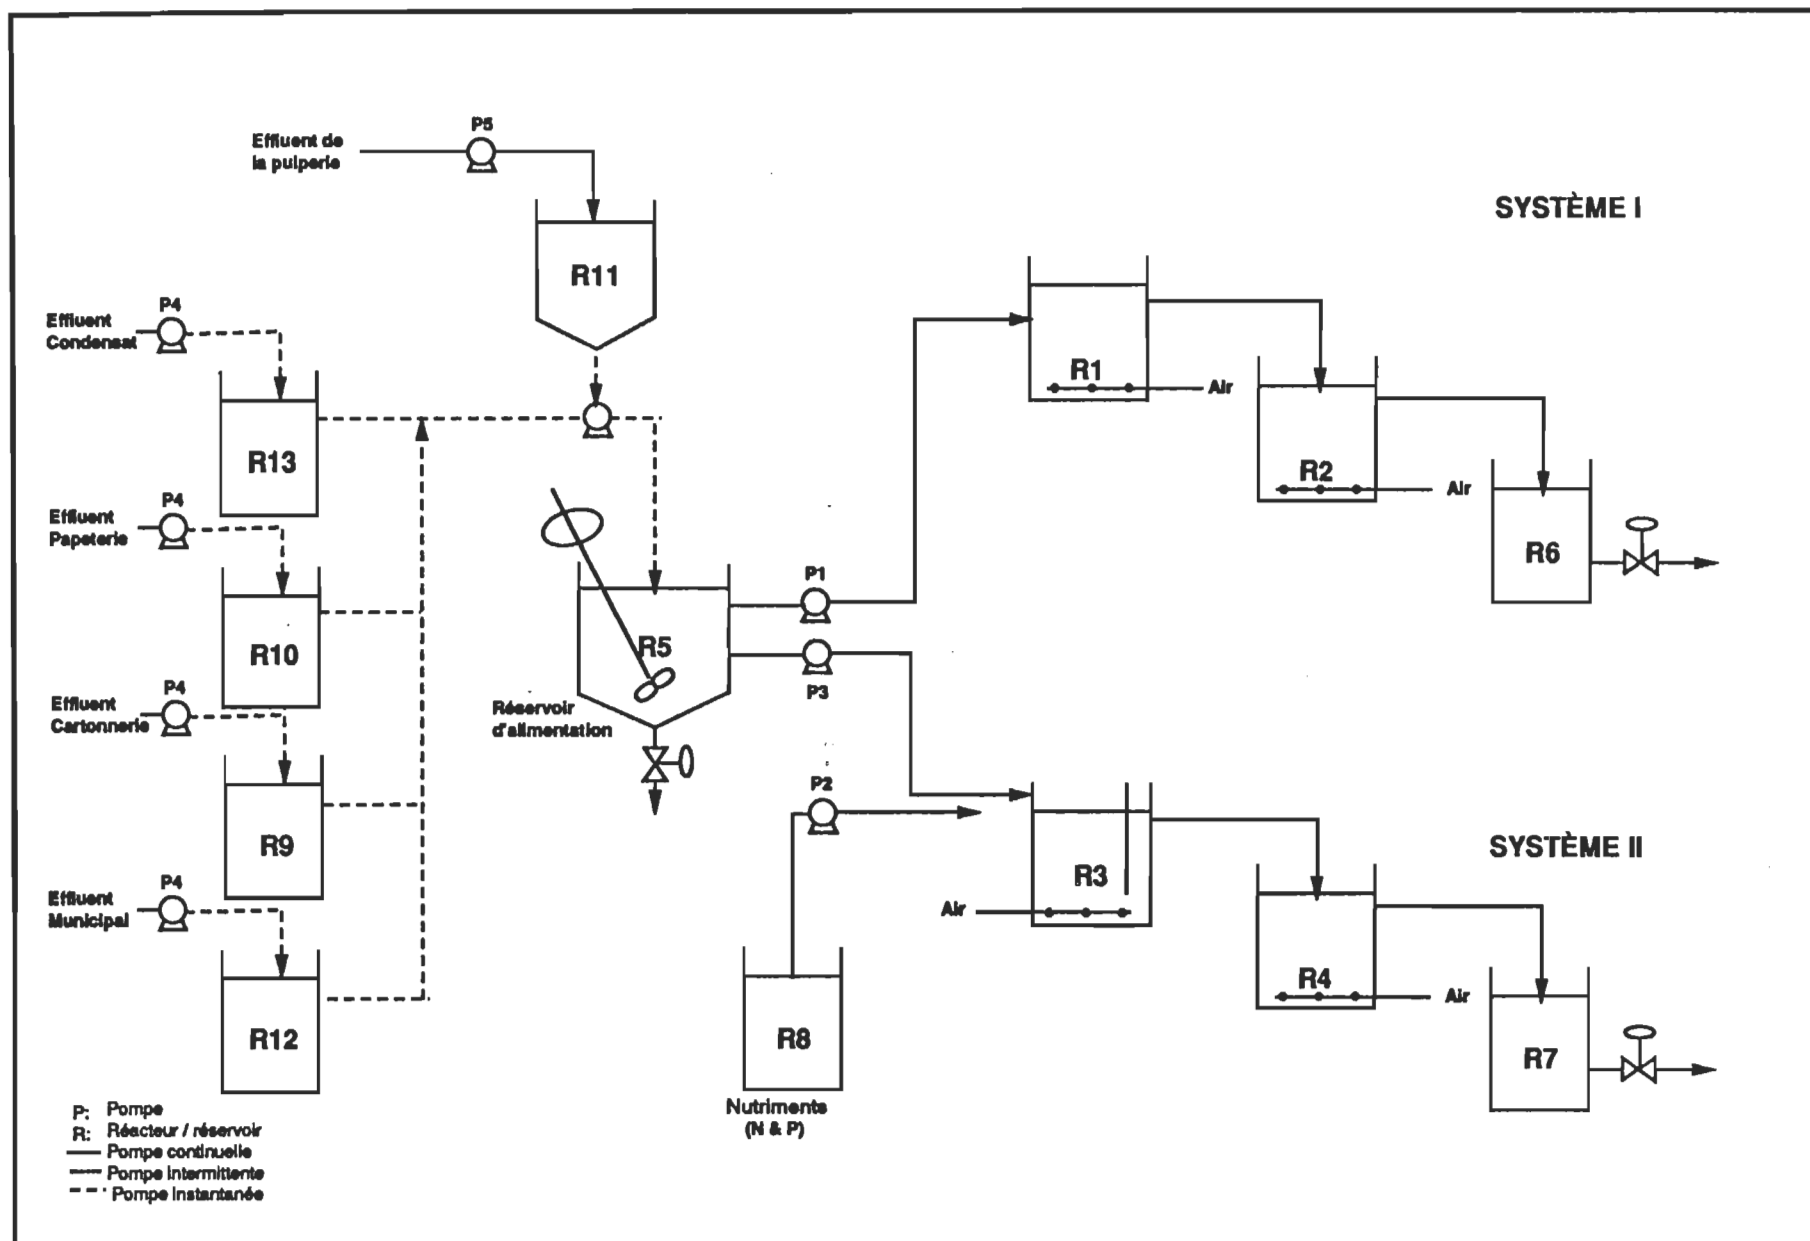 P5
Effluent de
la pulperie
SYSTÈME I
R11
P4
Effluent
Condensat
R1
Air
R13
R2
Air
P4
Effluent
Papeterie
R6
P1
R10
R5
P3
P4
Effluent
Cartonnerie
Réservoir
d'alimentation
P2
R9
R3
SYSTÈME II
P4
Effluent
Municipal
Air
R4
Air
R12
R8
R7
Nutriments
(N & P)
P: Pompe
R: Réacteur / réservoir
Pompe continuelle
Pompe intermittente
Pompe instantanée